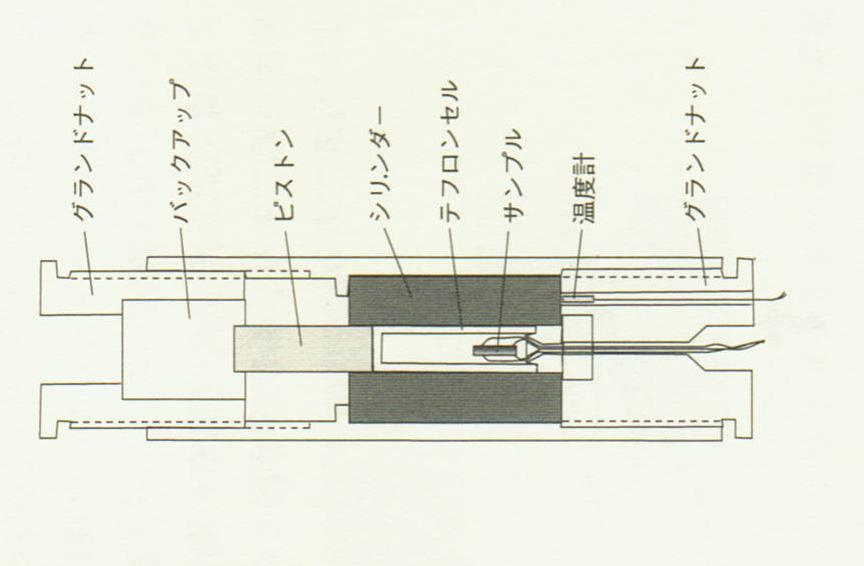 グランドナット
バックアップ
ピストン
シリンダー
テフロンセル
サンプル
温度計
グランドナット